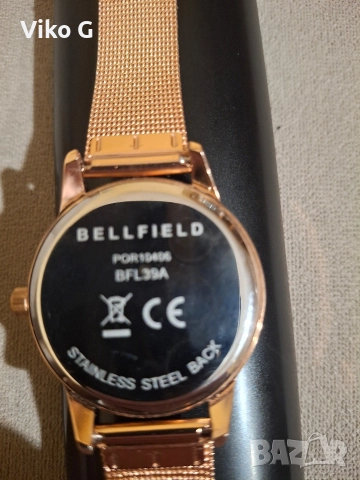 Viko G
BELLFIELD
POR10406
BFL39A
CE
STAINLESS STEEL BACK
BAZAR